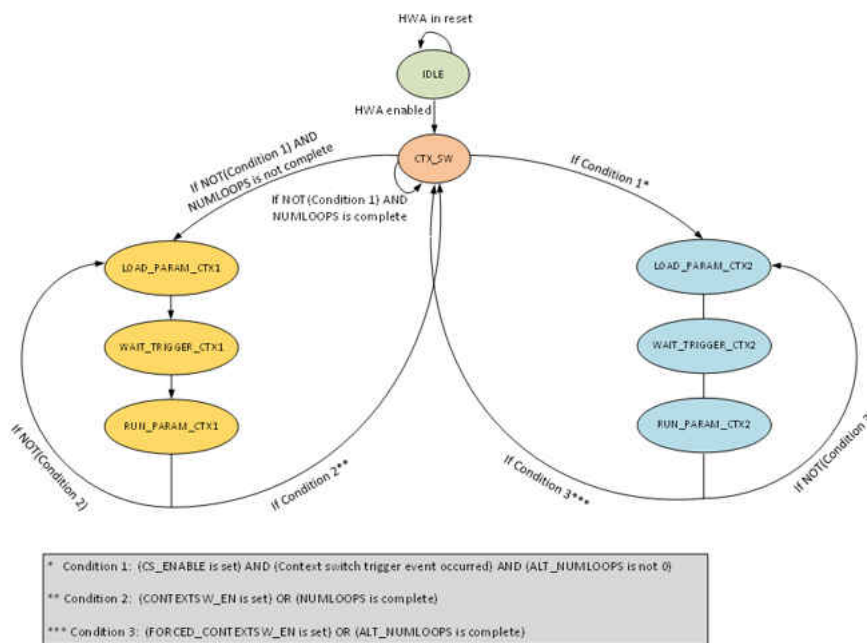 HWA in reset
IDLE
HWA enabled
CTX_SW
If NOT(Condition 1) AND
NUMLOOPS is not complete
If NOT(Condition 1) AND
NUMLOOPS is complete
If Condition 1*
LOAD_PARAM_CTX1
WAIT_TRIGGER_CTX1
RUN_PARAM_CTX1
If NOT(Condition 2)
If Condition 2**
LOAD_PARAM_CTX2
WAIT_TRIGGER_CTX2
RUN_PARAM_CTX2
If Condition 3***
If NOT(Condition
* Condition 1: (CS_ENABLE is set) AND (Context switch trigger event occurred) AND (ALT_NUMLOOPS is not 0)
** Condition 2: (CONTEXTSW_EN is set) OR (NUMLOOPS is complete)
*** Condition 3: (FORCED_CONTEXTSW_EN is set) OR (ALT_NUMLOOPS is complete)